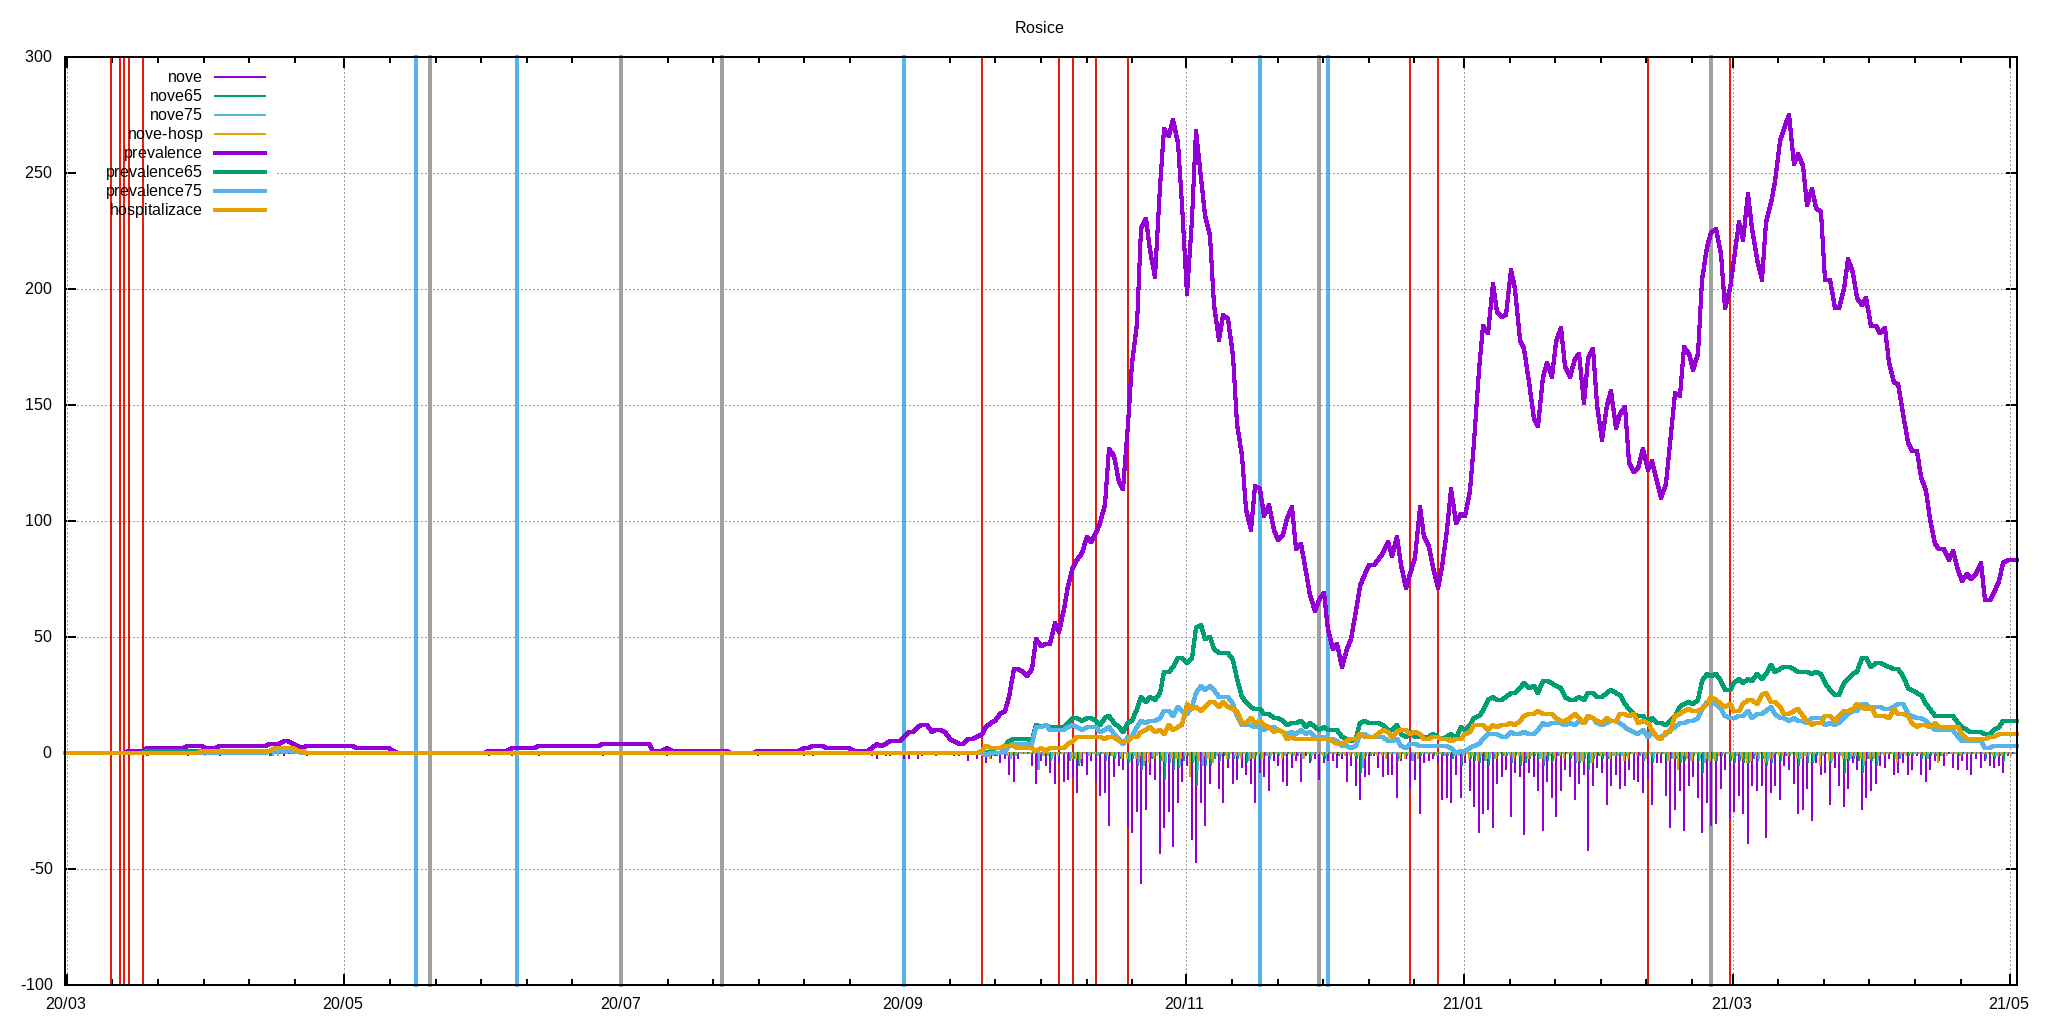 Rosice
300
250
200
150
100
50
0
-50
-100
nove
nove65
nove75
nove-hosp
prevalence
prevalence65
prevalence75
hospitalizace
20/03 20/05 20/07 20/09 20/11 21/01 21/03 21/05